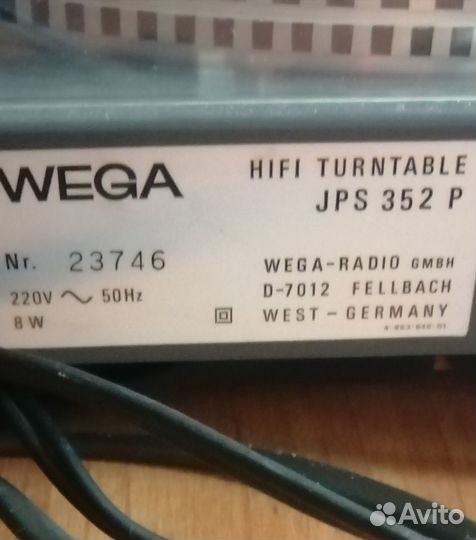 WEGA
HIFI TURNTABLE
JPS 352 P
Nr. 23746
220V ~ 50Hz
8 W
WEGA-RADIO GMBH
D-7012 FELLBACH
WEST - GERMANY
Avito